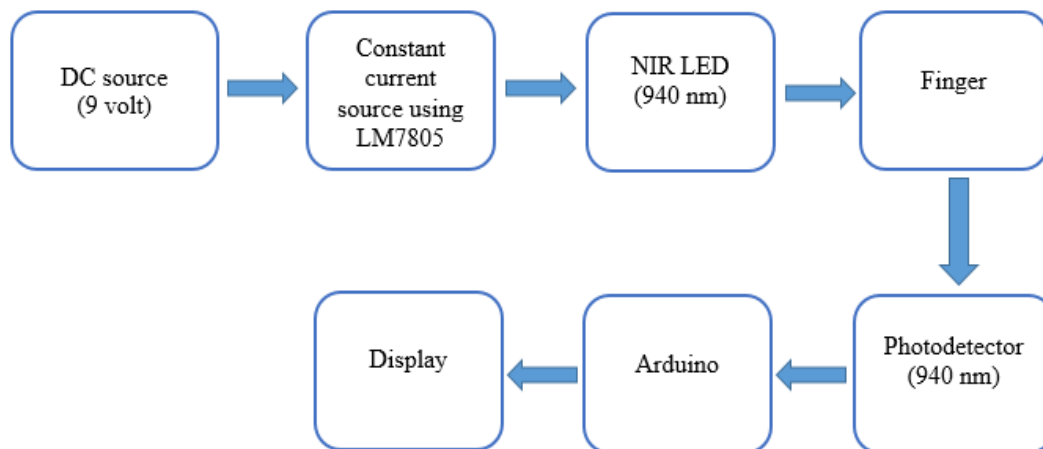 DC source
(9 volt)
Constant
current
source using
LM7805
NIR LED
(940 nm)
Finger
Photodetector
(940 nm)
Arduino
Display